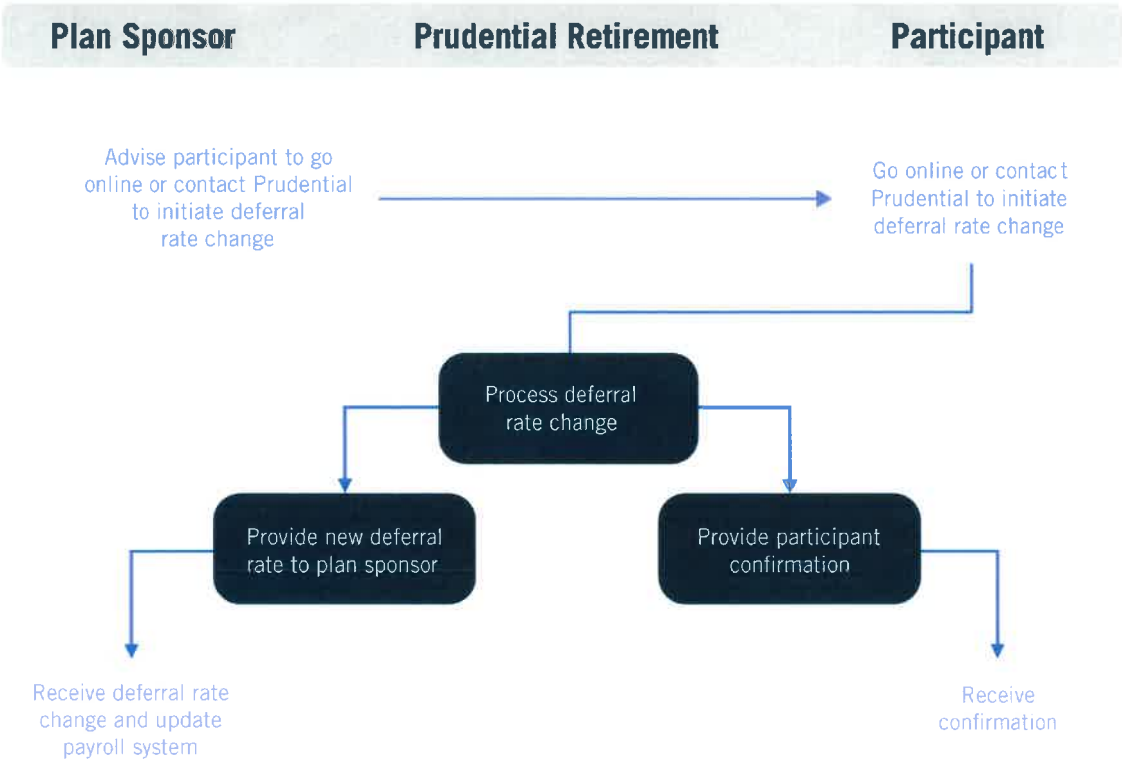 Plan Sponsor
Prudential Retirement
Participant
Advise participant to go
online or contact Prudential
to initiate deferral
rate change
Go online or contact
Prudential to initiate
deferral rate change
Process deferral
rate change
Provide new deferral
rate to plan sponsor
Provide participant
confirmation
Receive deferral rate
change and update
payroll system
Receive
confirmation